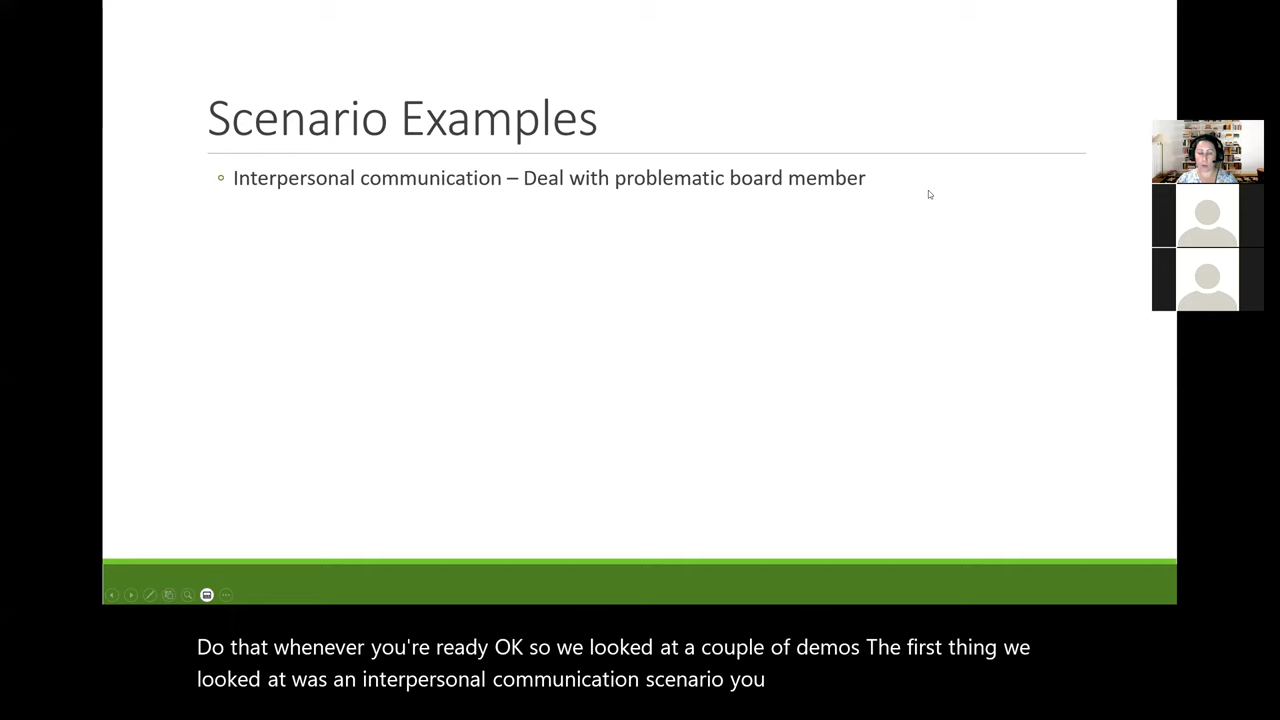 Scenario Examples
Interpersonal communication – Deal with problematic board member
Do that whenever you're ready OK so we looked at a couple of demos The first thing we
looked at was an interpersonal communication scenario you